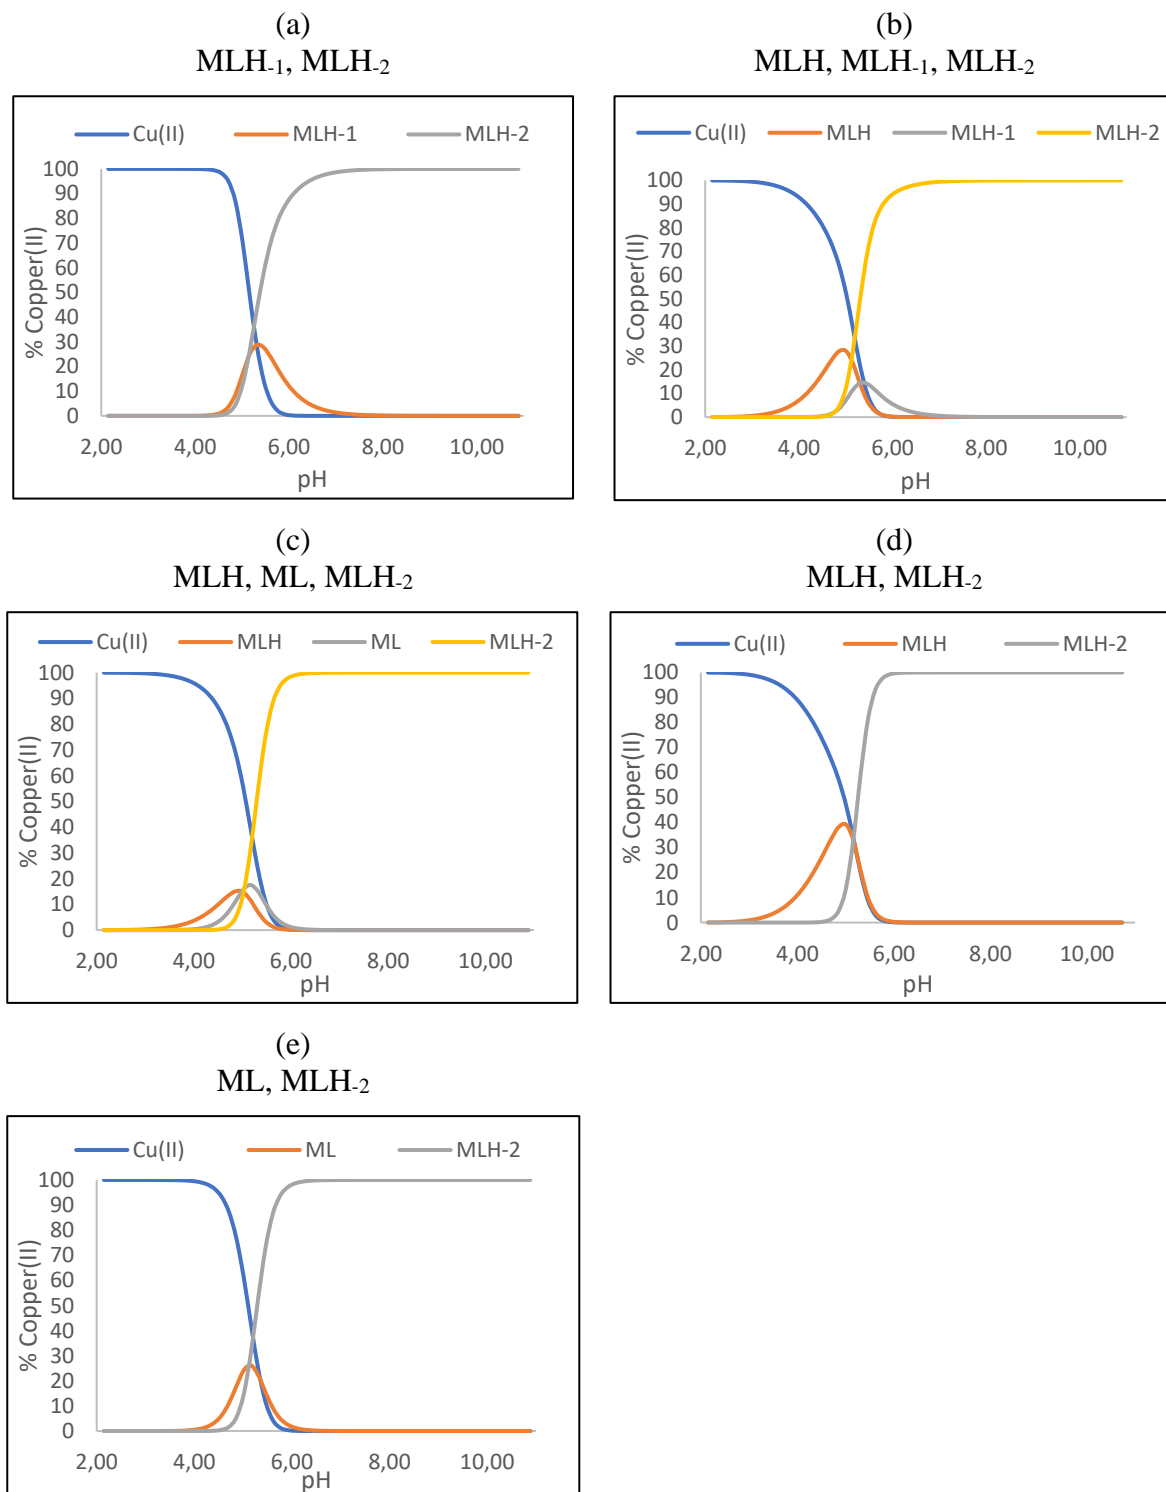 (a)
MLH-1, MLH-2
Cu(II) MLH-1 MLH-2
% Copper(II)
100
90
80
70
60
50
40
30
20
10
0
2,00 4,00 6,00 8,00 10,00
pH
(b)
MLH, MLH-1, MLH-2
Cu(II) MLH MLH-1 MLH-2
% Copper(II)
100
90
80
70
60
50
40
30
20
10
0
2,00 4,00 6,00 8,00 10,00
pH
(c)
MLH, ML, MLH-2
Cu(II) MLH ML MLH-2
% Copper(II)
100
90
80
70
60
50
40
30
20
10
0
2,00 4,00 6,00 8,00 10,00
pH
(d)
MLH, MLH-2
Cu(II) MLH MLH-2
% Copper(II)
100
90
80
70
60
50
40
30
20
10
0
2,00 4,00 6,00 8,00 10,00
pH
(e)
ML, MLH-2
Cu(II) ML MLH-2
% Copper(II)
100
90
80
70
60
50
40
30
20
10
0
2,00 4,00 6,00 8,00 10,00
pH